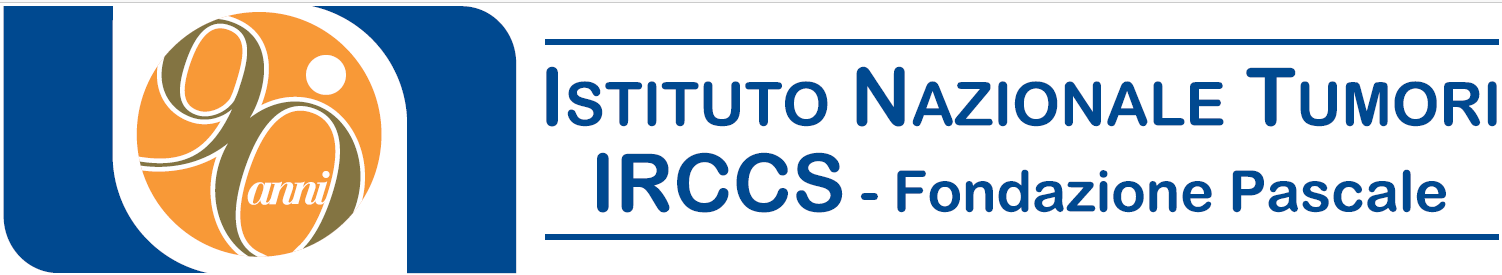 90
anni
ISTITUTO NAZIONALE TUMORI
IRCCS - Fondazione Pascale